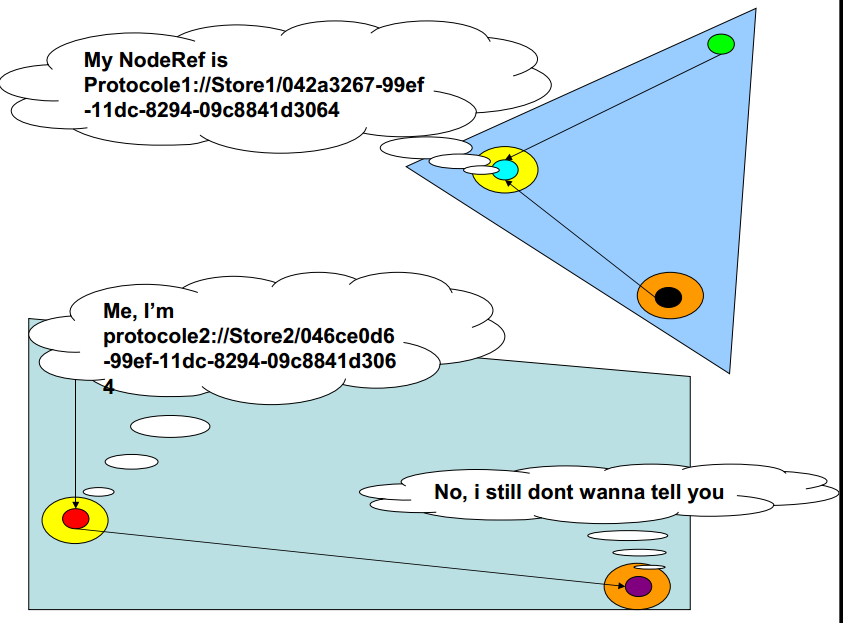 My NodeRef is
Protocole1://Store1/042a3267-99ef
-11dc-8294-09c8841d3064
Me, I’m
protocole2://Store2/046ce0d6
-99ef-11dc-8294-09c8841d306
4
No, i still dont wanna tell you